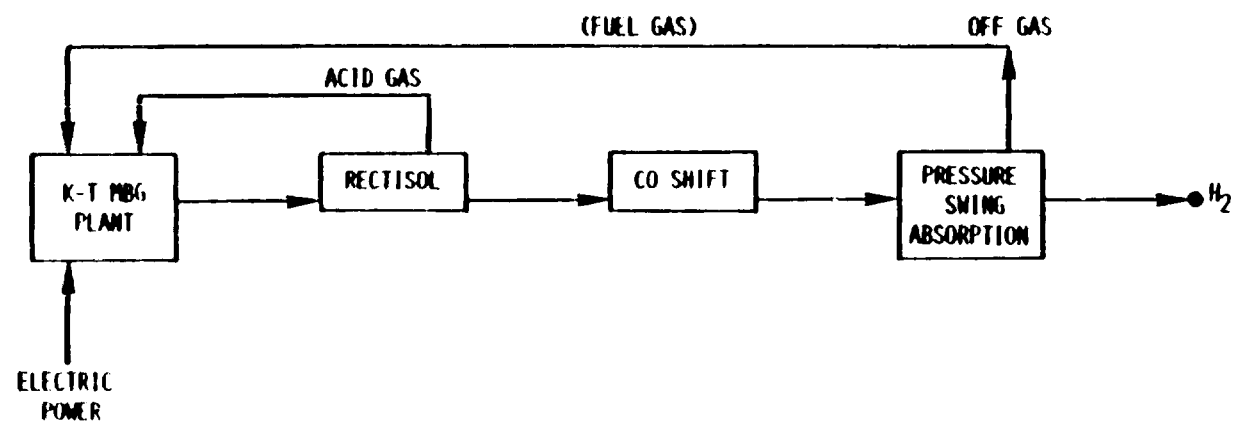 (FUEL GAS)
OFF GAS
ACID GAS
K-T MBG
PLANT
RECTISOL
CO SHIFT
PRESSURE
SWING
ABSORPTION
H2
ELECTRIC
POWER